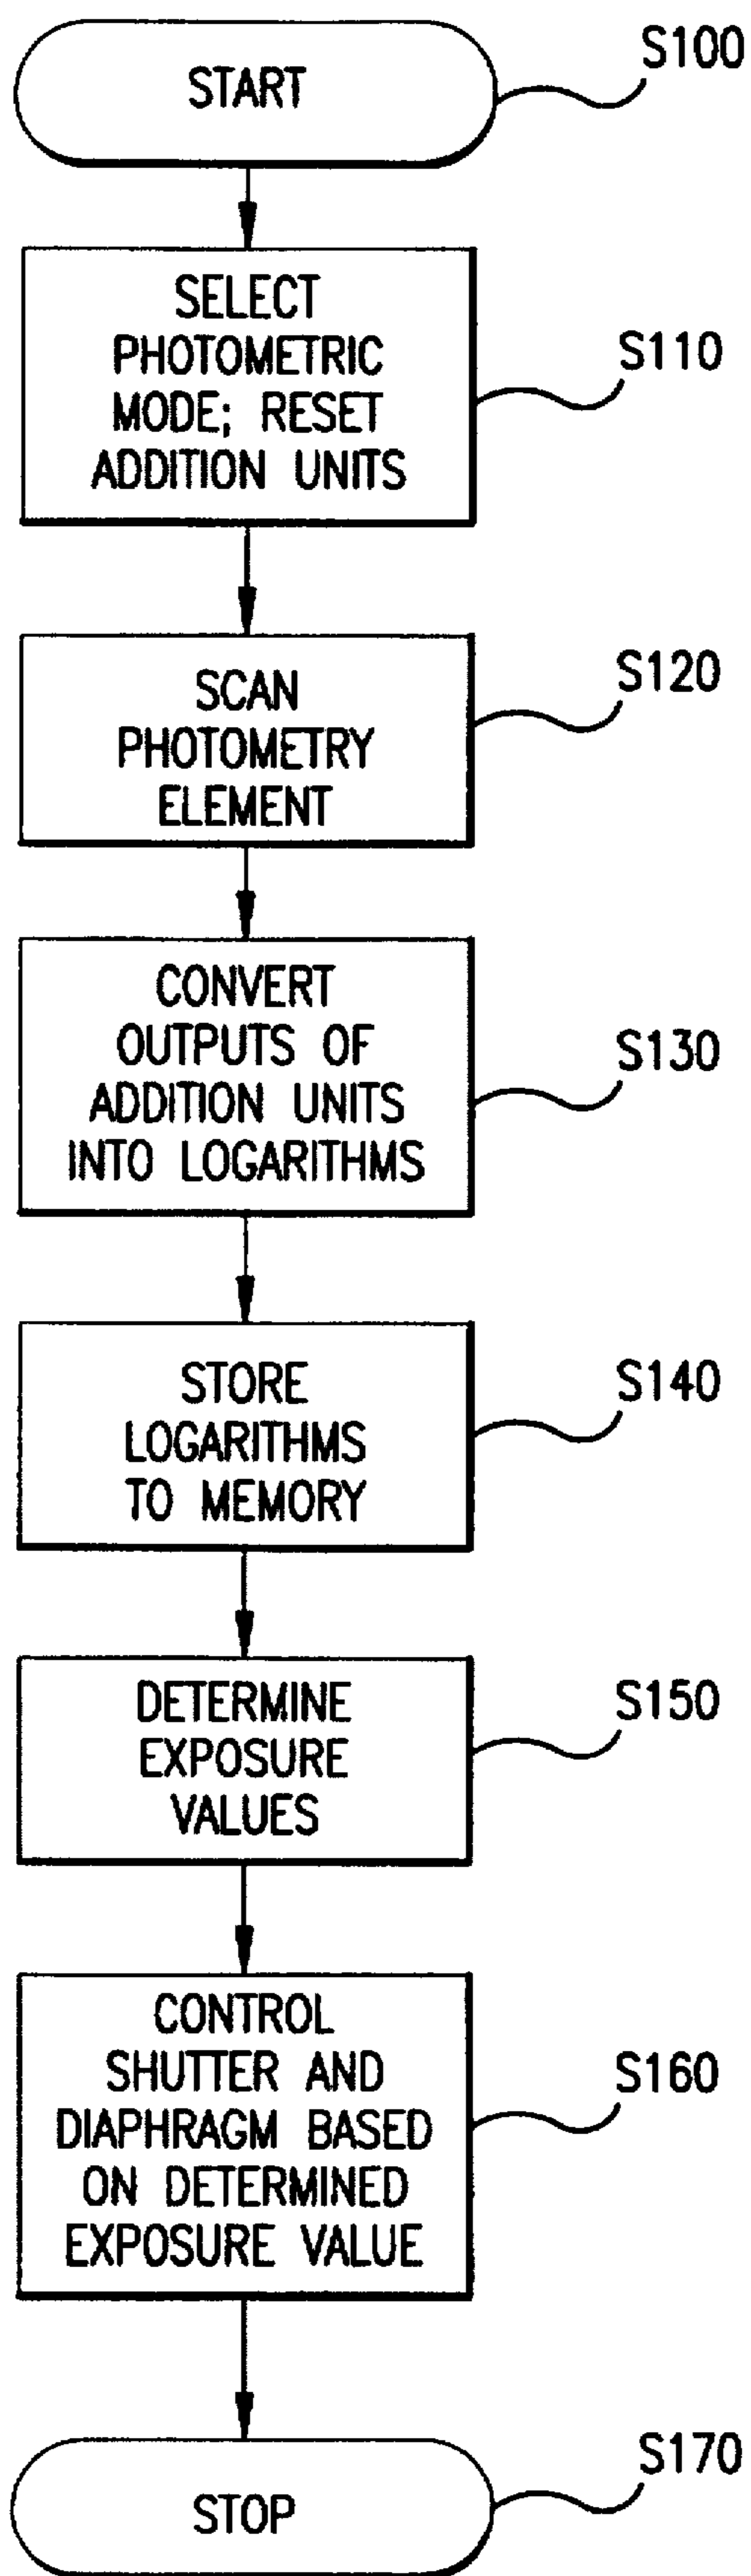 START
S100
SELECT
PHOTOMETRIC
MODE; RESET
ADDITION UNITS
S110
SCAN
PHOTOMETRY
ELEMENT
S120
CONVERT
OUTPUTS OF
ADDITION UNITS
INTO LOGARITHMS
S130
STORE
LOGARITHMS
TO MEMORY
S140
DETERMINE
EXPOSURE
VALUES
S150
CONTROL
SHUTTER AND
DIAPHRAGM BASED
ON DETERMINED
EXPOSURE VALUE
S160
STOP
S170